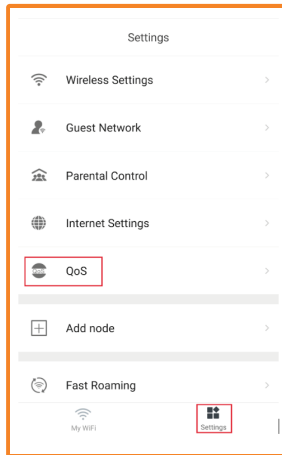 Settings
Wireless Settings
Guest Network
Parental Control
Internet Settings
QoS
Add node
Fast Roaming
My WiFi
Settings